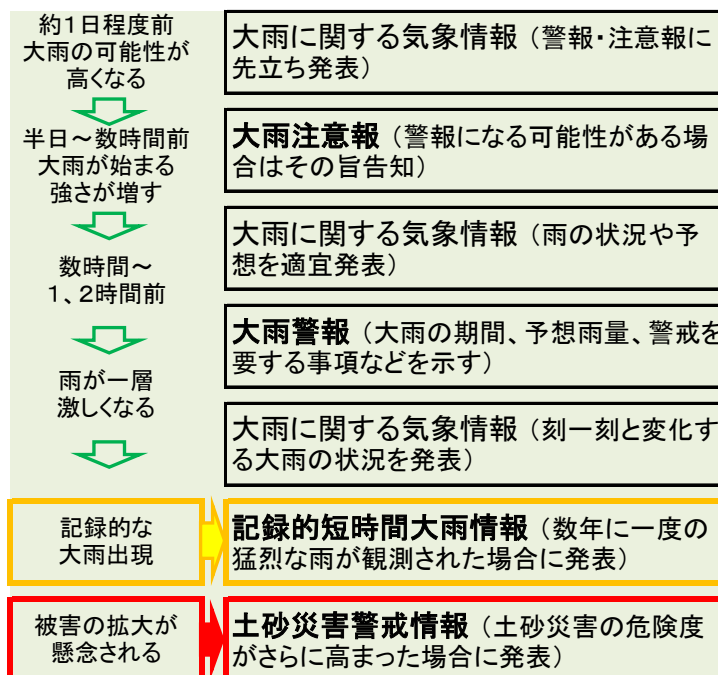 約1日程度前
大雨の可能性が
高くなる
大雨に関する気象情報（警報・注意報に
先立ち発表）
半日～数時間前
大雨が始まる
強さが増す
大雨注意報（警報になる可能性がある場
合はその旨告知）
大雨に関する気象情報（雨の状況や予
想を適宜発表）
数時間～
1、2時間前
大雨警報（大雨の期間、予想雨量、警戒を
要する事項などを示す）
雨が一層
激しくなる
大雨に関する気象情報（刻一刻と変化す
る大雨の状況を発表）
記録的な
大雨出現
記録的短時間大雨情報（数年に一度の
猛烈な雨が観測された場合に発表）
被害の拡大が
懸念される
土砂災害警戒情報（土砂災害の危険度
がさらに高まった場合に発表）